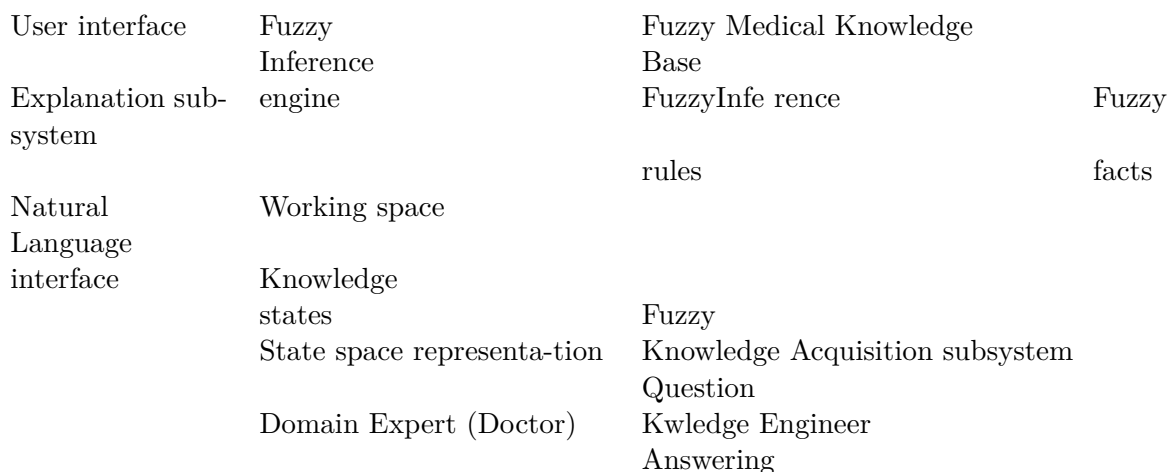 User interface Fuzzy Fuzzy Medical Knowledge
Inference Base
Explanation sub- engine FuzzyInfe rence Fuzzy
system
rules facts
Natural Working space
Language
interface Knowledge
states Fuzzy
State space representa-tion Knowledge Acquisition subsystem
Question
Domain Expert (Doctor) Kwledge Engineer
Answering